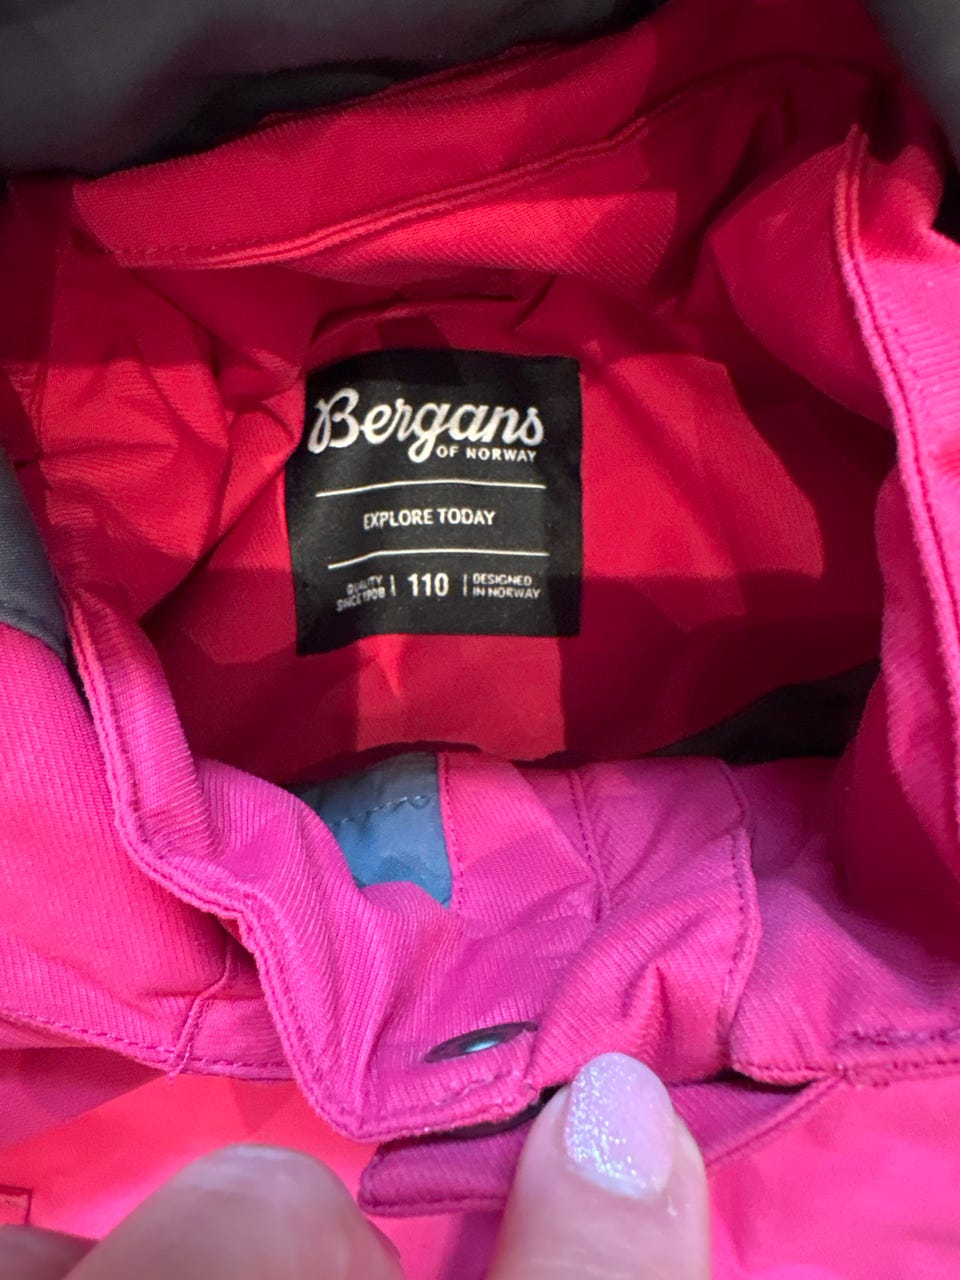 Bergans
OF NORWAY
EXPLORE TODAY
QUALITY
SINCE 1908
110
DESIGNED
IN NORWAY